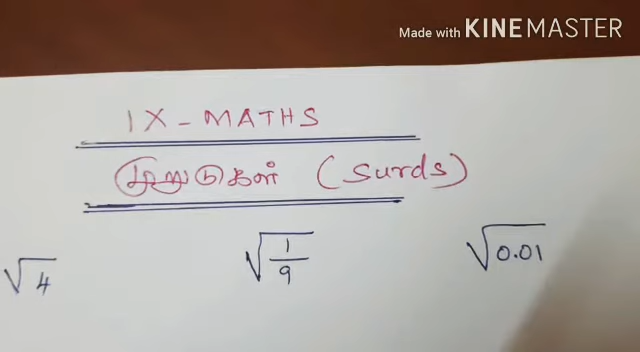 Made with KINEMASTER
IX - MATHS
முறுடுகள் (Surds)
√4 √(1/9) √0.01